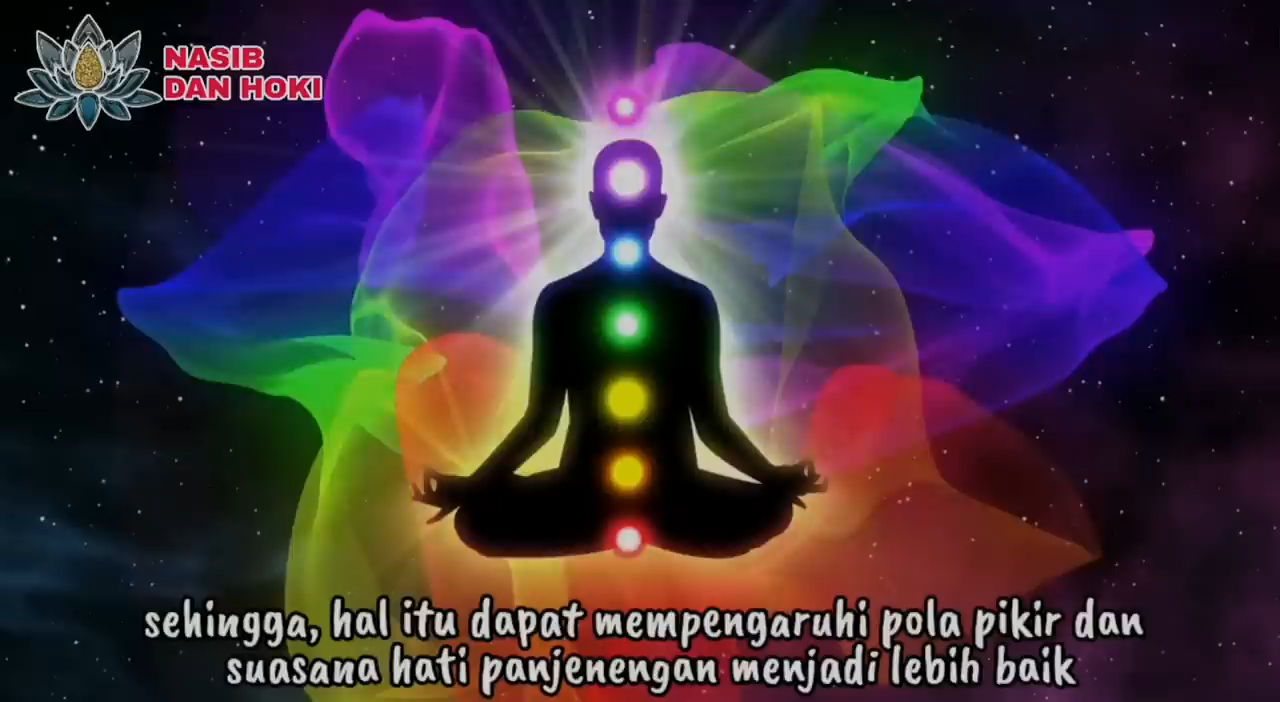 NASIB
DAN HOKI
sehingga, hal itu dapat mempengaruhi pola pikir dan
suasana hati panjenengan menjadi lebih baik